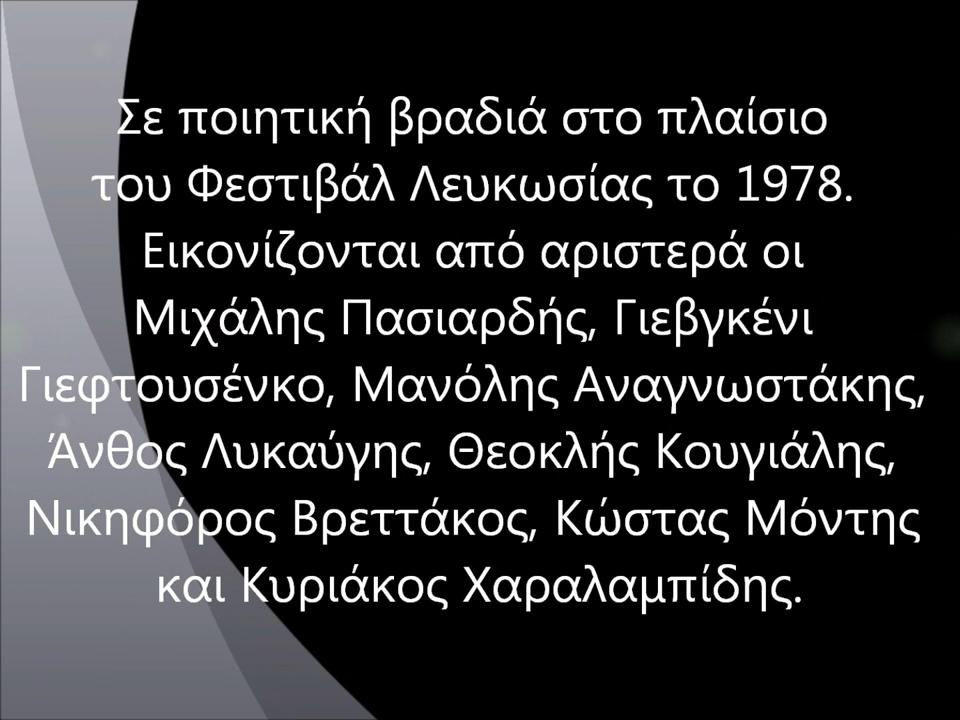 Σε ποιητική βραδιά στο πλαίσιο
του Φεστιβάλ Λευκωσίας το 1978.
Εικονίζονται από αριστερά οι
Μιχάλης Πασιαρδής, Γιεβγκένι
Γιεφτουσένκο, Μανόλης Αναγνωστάκης,
Άνθος Λυκαύγης, Θεοκλής Κουγιάλης,
Νικηφόρος Βρεττάκος, Κώστας Μόντης
και Κυριάκος Χαραλαμπίδης.